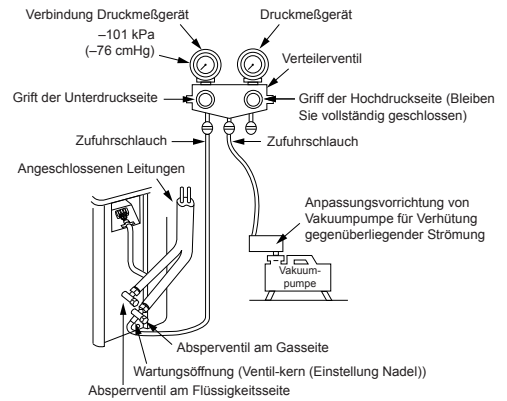 Verbindung Druckmeßgerät
Druckmeßgerät
–101 kPa
(–76 cmHg)
Verteilerventil
Grift der Unterdruckseite
Griff der Hochdruckseite (Bleiben
Sie vollständig geschlossen)
Zufuhrschlauch
Zufuhrschlauch
Angeschlossenen Leitungen
Anpassungsvorrichtung von
Vakuumpumpe für Verhütung
gegenüberliegender Strömung
Vakuum-
pumpe
Absperventil am Gasseite
Wartungsöffnung (Ventil-kern (Einstellung Nadel))
Absperventil am Flüssigkeitsseite